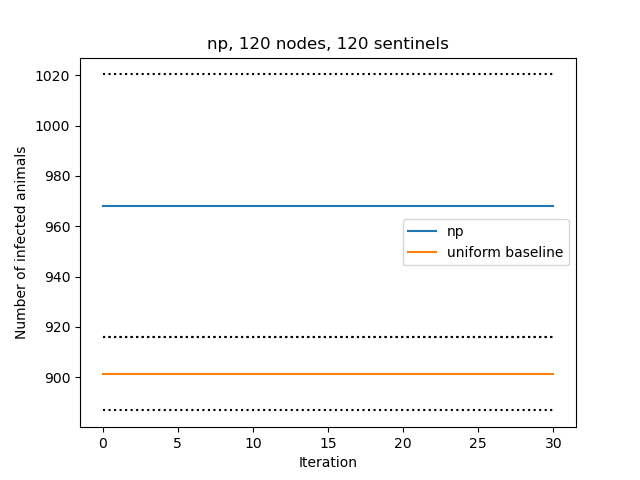 np, 120 nodes, 120 sentinels
Number of infected animals
1020
1000
980
960
940
920
900
np
uniform baseline
0 5 10 15 20 25 30
Iteration